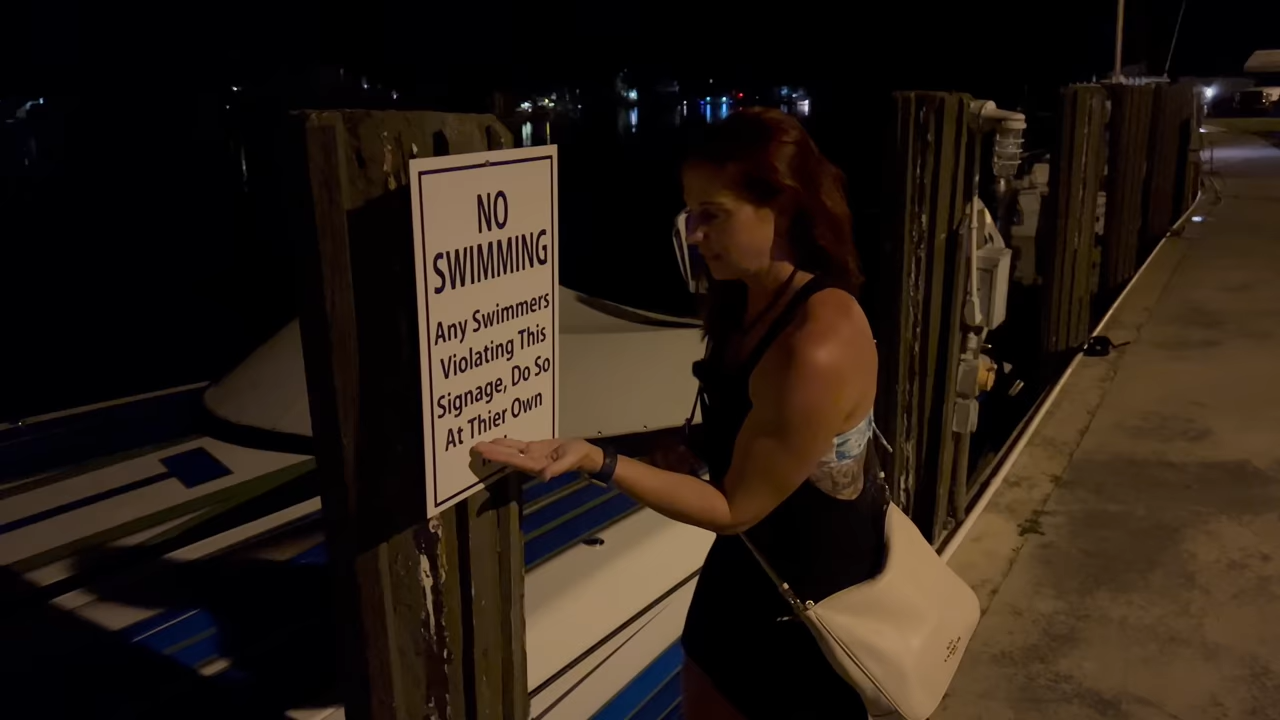 NO
SWIMMING
Any Swimmers
Violating This
Signage, Do So
At Thier Own